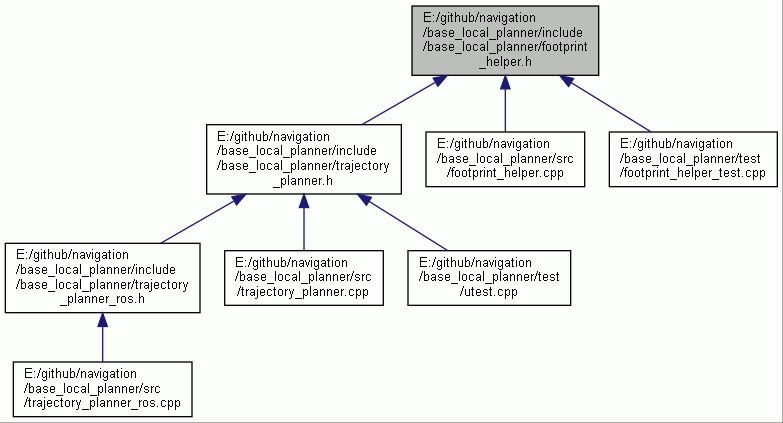 E:/github/navigation
/base_local_planner/include
/base_local_planner/footprint
_helper.h
E:/github/navigation
/base_local_planner/include
/base_local_planner/trajectory
_planner.h
E:/github/navigation
/base_local_planner/src
/footprint_helper.cpp
E:/github/navigation
/base_local_planner/test
/footprint_helper_test.cpp
E:/github/navigation
/base_local_planner/include
/base_local_planner/trajectory
_planner_ros.h
E:/github/navigation
/base_local_planner/src
/trajectory_planner.cpp
E:/github/navigation
/base_local_planner/test
/utest.cpp
E:/github/navigation
/base_local_planner/src
/trajectory_planner_ros.cpp